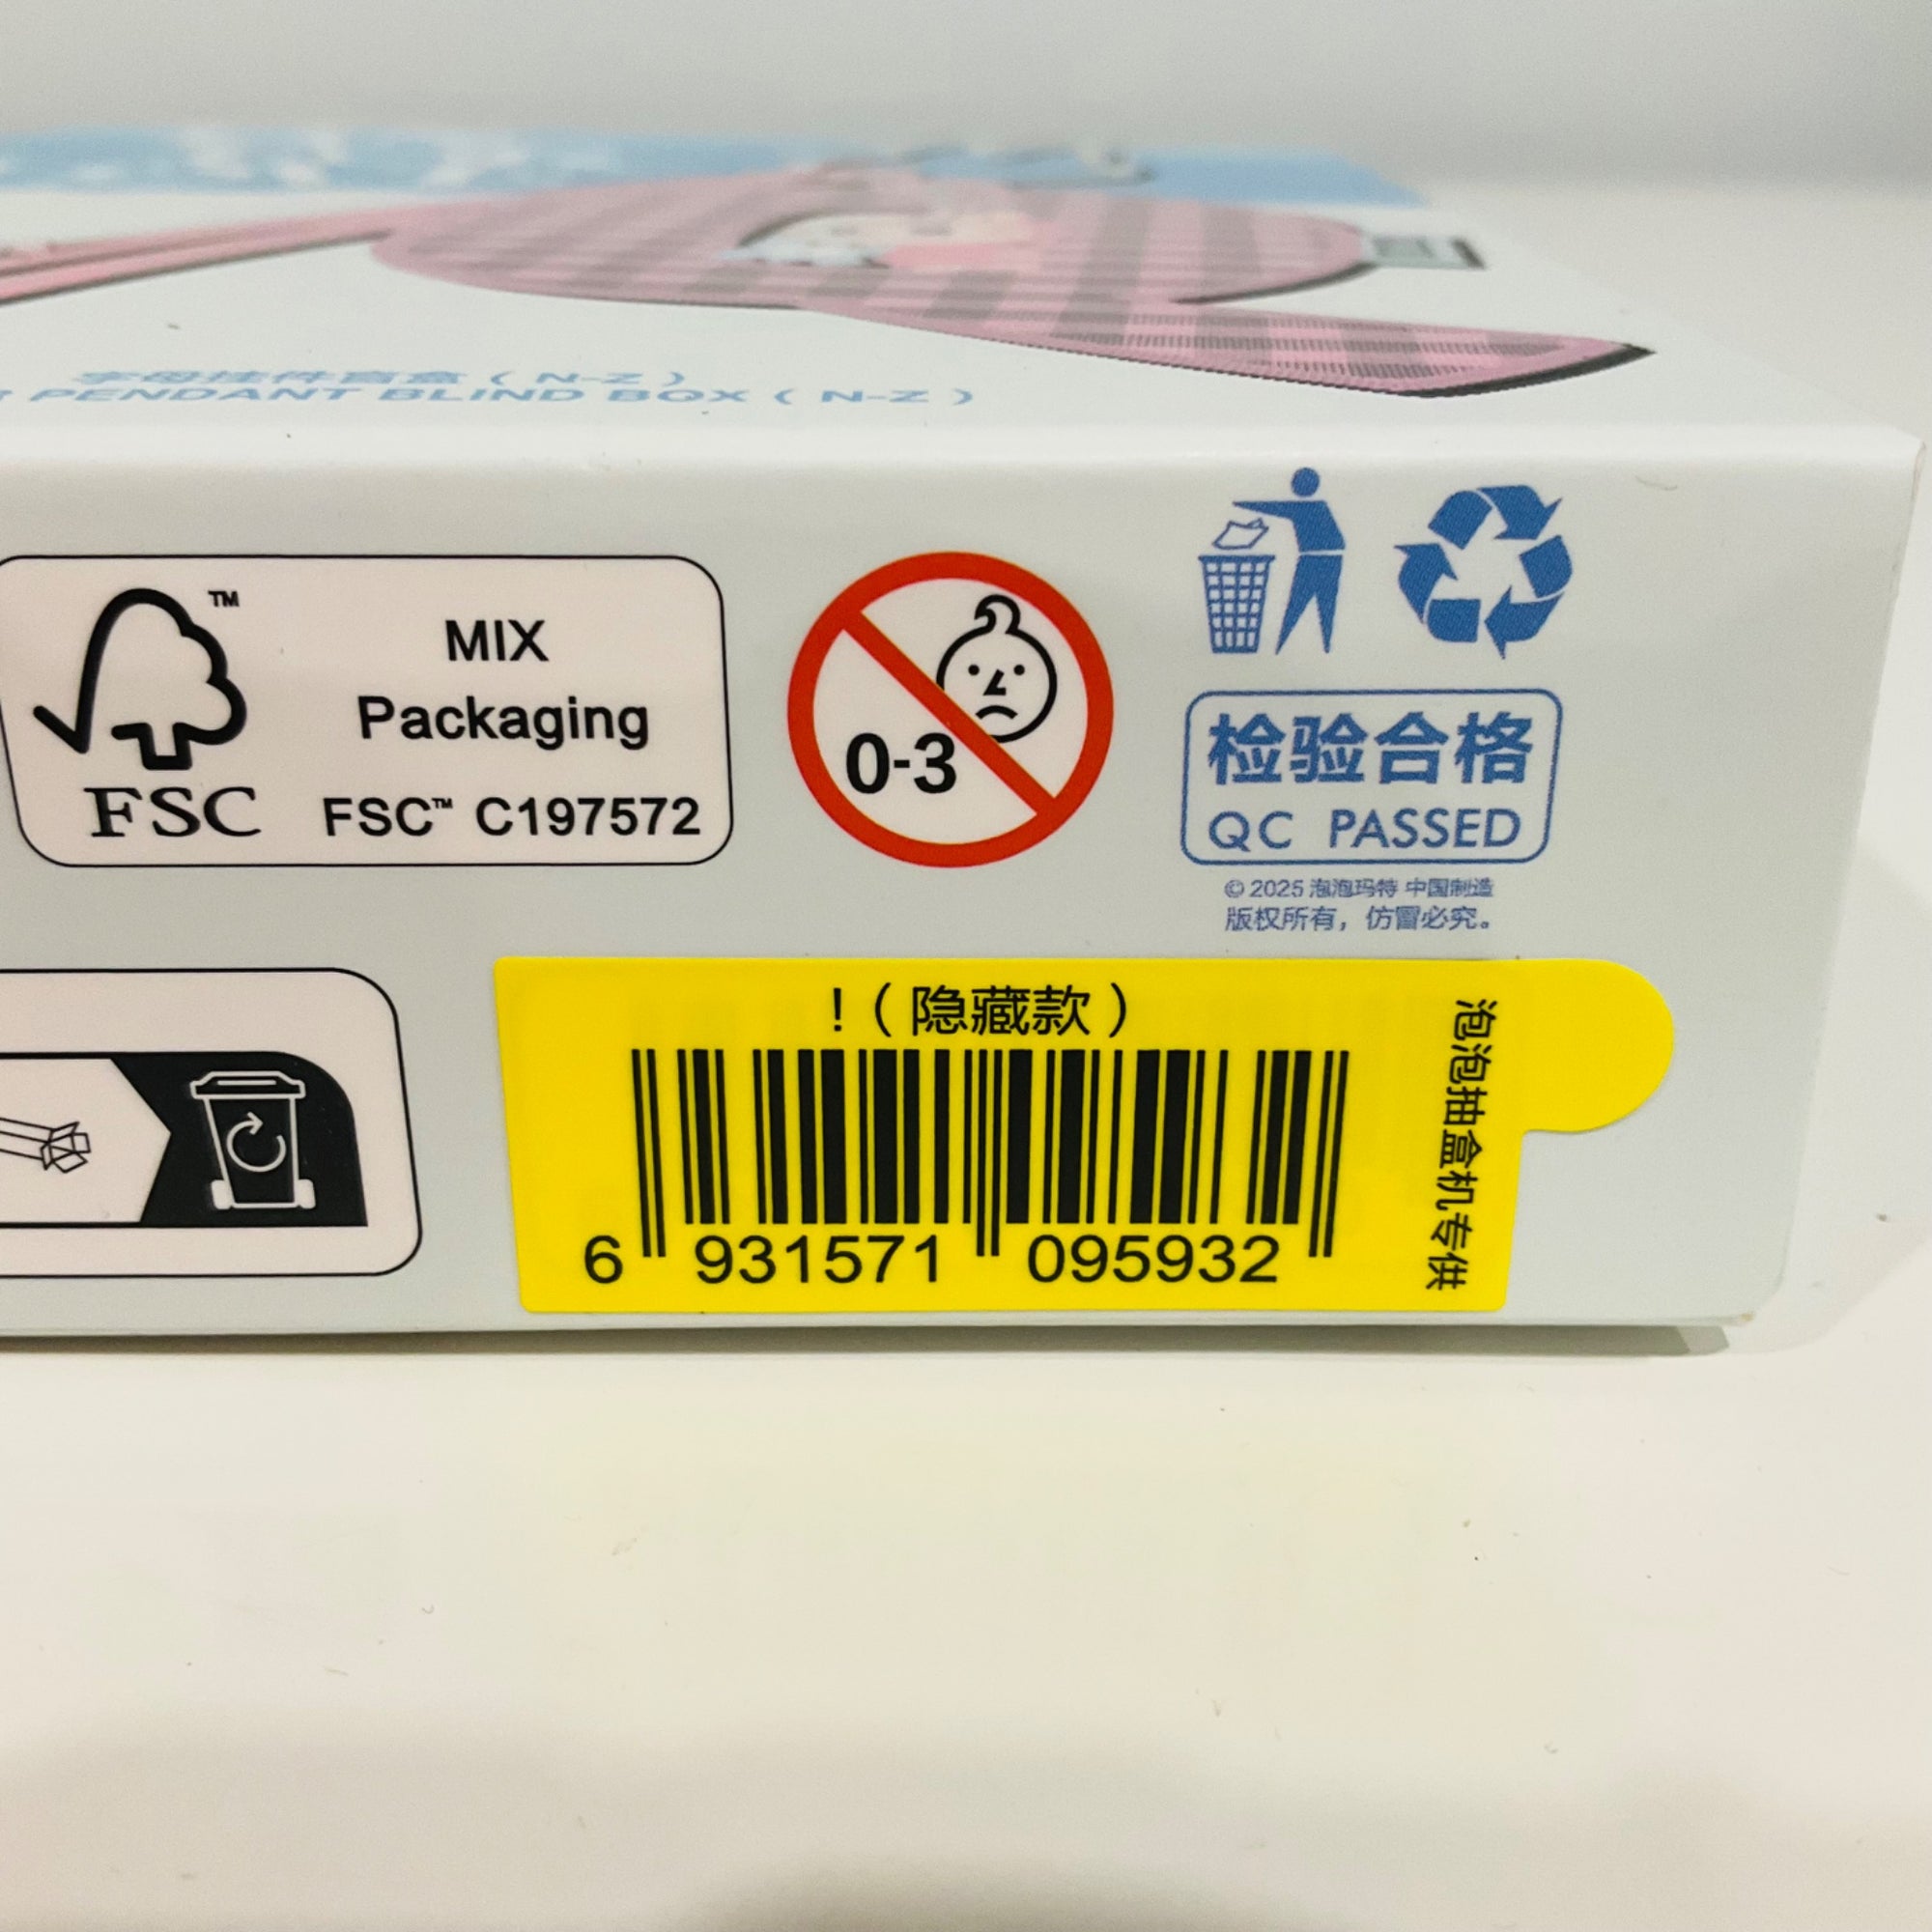 字母挂件盲盒（N-Z）
PENDANT BLIND BOX（N-Z）
TM
MIX
Packaging
FSC
FSC™ C197572
0-3
检验合格
QC PASSED
© 2025 泡泡玛特 中国制造
版权所有，仿冒必究。
！（隐藏款）
6 931571 095932
泡泡抽盒机专供